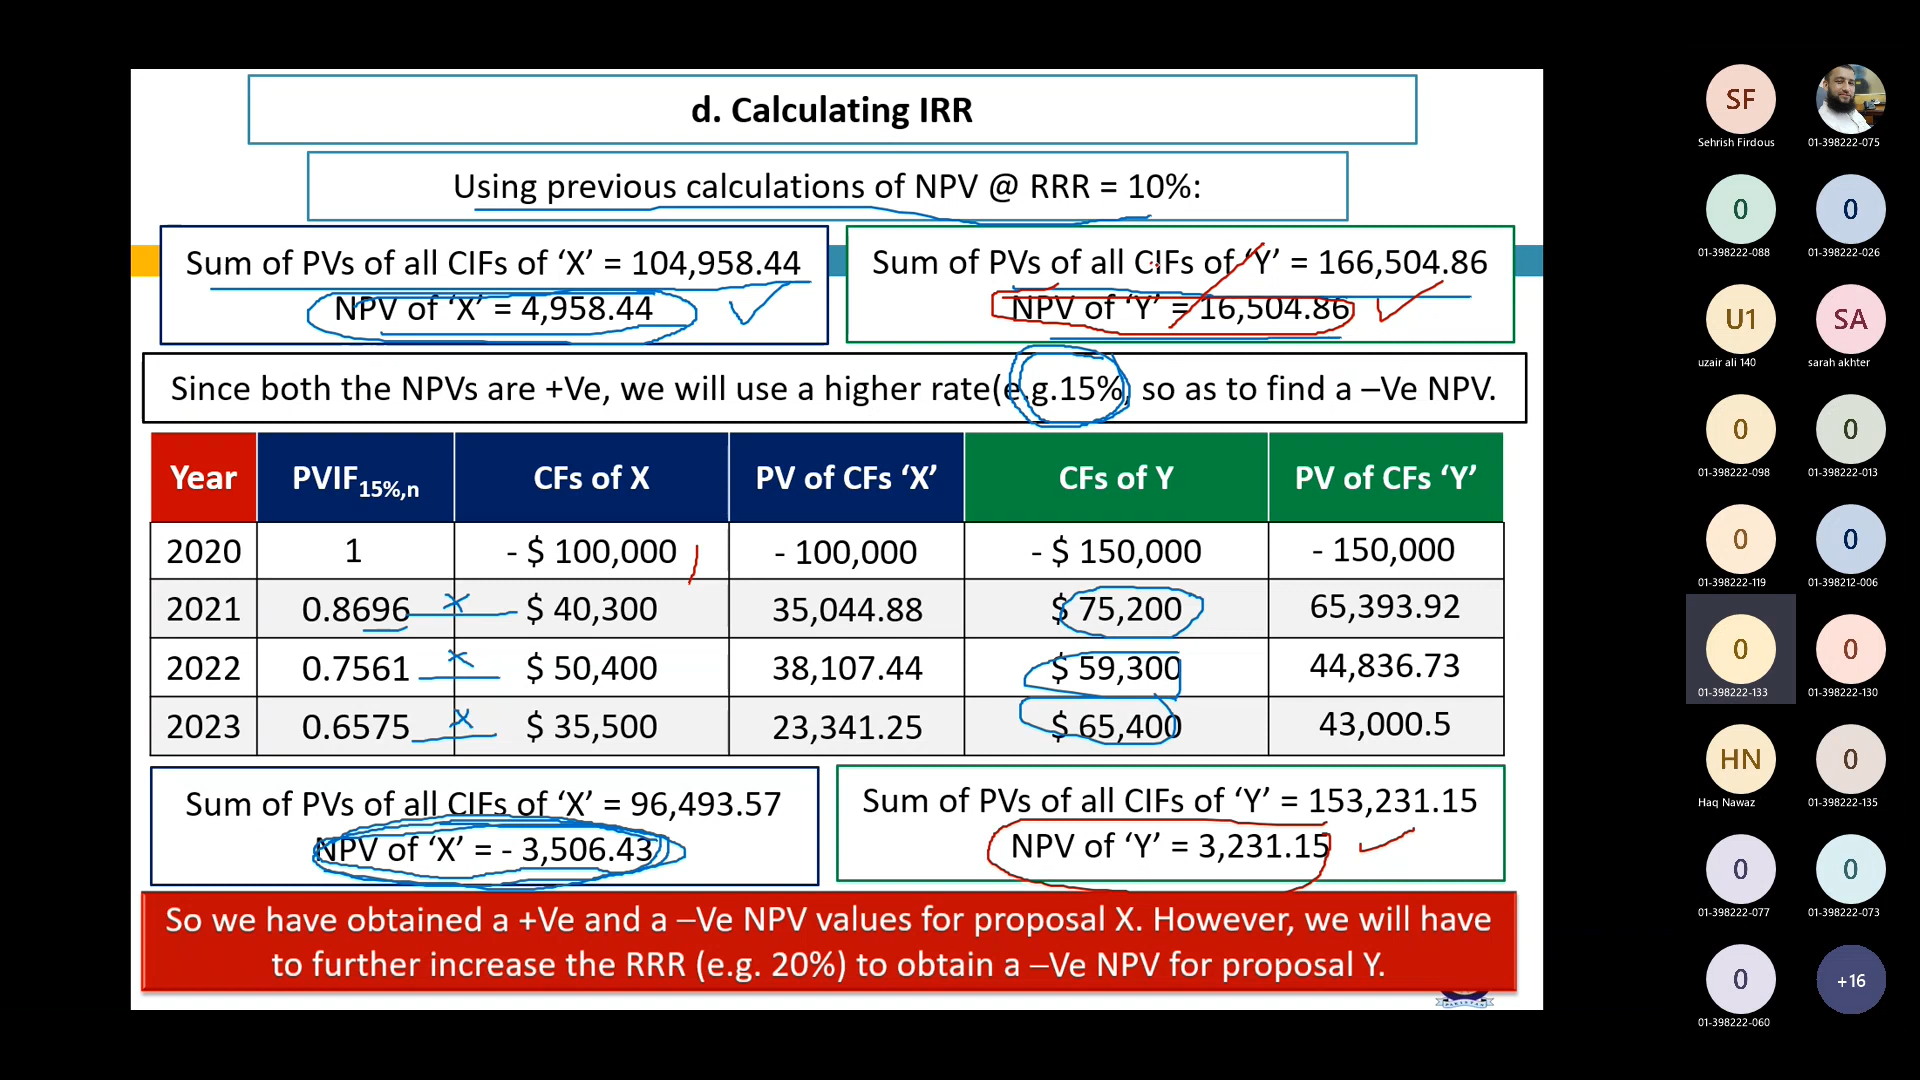 d. Calculating IRR
Using previous calculations of NPV @ RRR = 10%:
Sum of PVs of all CIFs of ‘X’ = 104,958.44
NPV of ‘X’ = 4,958.44
Sum of PVs of all CIFs of ‘Y’ = 166,504.86
NPV of ‘Y’ = 16,504.86
Since both the NPVs are +Ve, we will use a higher rate(e.g.15%, so as to find a –Ve NPV.
Year PVIF15%,n CFs of X PV of CFs ‘X’ CFs of Y PV of CFs ‘Y’
2020 1 - $ 100,000 - 100,000 - $ 150,000 - 150,000
2021 0.8696 x $ 40,300 35,044.88 $ 75,200 65,393.92
2022 0.7561 x $ 50,400 38,107.44 $ 59,300 44,836.73
2023 0.6575 x $ 35,500 23,341.25 $ 65,400 43,000.5
Sum of PVs of all CIFs of ‘X’ = 96,493.57
NPV of ‘X’ = - 3,506.43
Sum of PVs of all CIFs of ‘Y’ = 153,231.15
NPV of ‘Y’ = 3,231.15
So we have obtained a +Ve and a –Ve NPV values for proposal X. However, we will have
to further increase the RRR (e.g. 20%) to obtain a –Ve NPV for proposal Y.
SF
Sehrish Firdous 01-398222-075
0 0
01-398222-088 01-398222-026
U1 SA
uzair ali 140 sarah akhter
0 0
01-398222-098 01-398222-013
0 0
01-398222-119 01-398212-006
0 0
01-398222-133 01-398222-130
HN 0
Haq Nawaz 01-398222-135
0 0
01-398222-077 01-398222-073
0 +16
01-398222-060